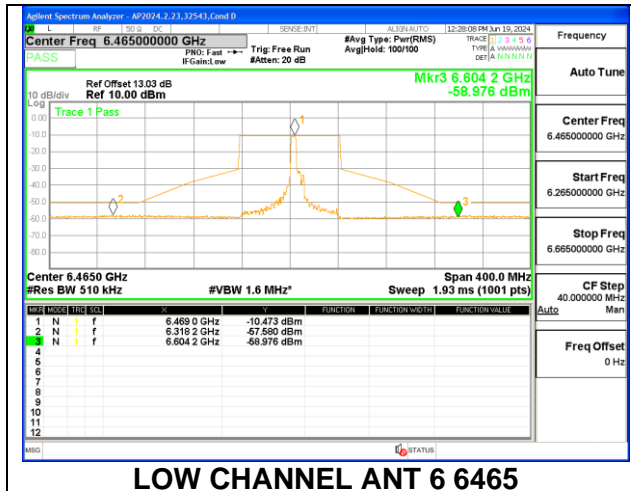 Agilent Spectrum Analyzer - AP2024.2.23,32543,Cond D
L RF 50 Ω DC SENSE:INT ALIGN AUTO 12:28:08 PM Jun 19, 2024
Center Freq 6.465000000 GHz #Avg Type: Pwr(RMS) TRACE 1 2 3 4 5 6
PASS PNO: Fast Trig: Free Run Avg|Hold: 100/100 TYPE A WWWWW
IFGain:Low #Atten: 20 dB DET A N N N N N
Frequency
Auto Tune
Center Freq
6.465000000 GHz
Start Freq
6.265000000 GHz
Stop Freq
6.665000000 GHz
CF Step
40.000000 MHz
Auto Man
Freq Offset
0 Hz
Mkr3 6.604 2 GHz
-58.976 dBm
Ref Offset 13.03 dB
10 dB/div Ref 10.00 dBm
Log
Trace 1 Pass
0.00
-10.0
-20.0
-30.0
-40.0
-50.0
-60.0
-70.0
-80.0
1
2
3
Center 6.4650 GHz Span 400.0 MHz
#Res BW 510 kHz #VBW 1.6 MHz* Sweep 1.93 ms (1001 pts)
MKR MODE TRC SCL X Y FUNCTION FUNCTION WIDTH FUNCTION VALUE
1 N 1 f 6.469 0 GHz -10.473 dBm
2 N 1 f 6.318 2 GHz -57.580 dBm
3 N 1 f 6.604 2 GHz -58.976 dBm
4
5
6
7
8
9
10
11
12
MSG STATUS
LOW CHANNEL ANT 6 6465